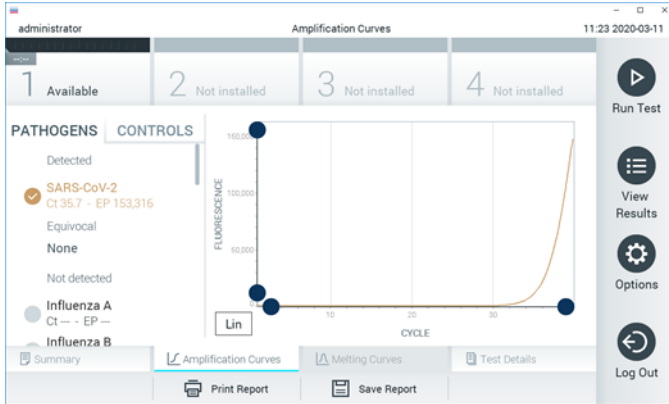 administrator
Amplification Curves
11:23 2020-03-11
--:--
1 Available
2 Not installed
3 Not installed
4 Not installed
Run Test
View
Results
Options
Log Out
PATHOGENS CONTROLS
Detected
SARS-CoV-2
Ct 35.7 - EP 153,316
Equivocal
None
Not detected
Influenza A
Ct --- - EP ---
Influenza B
FLUORESCENCE
160,000
100,000
50,000
0
10 20 30
CYCLE
Lin
Summary
Amplification Curves
Melting Curves
Test Details
Print Report
Save Report